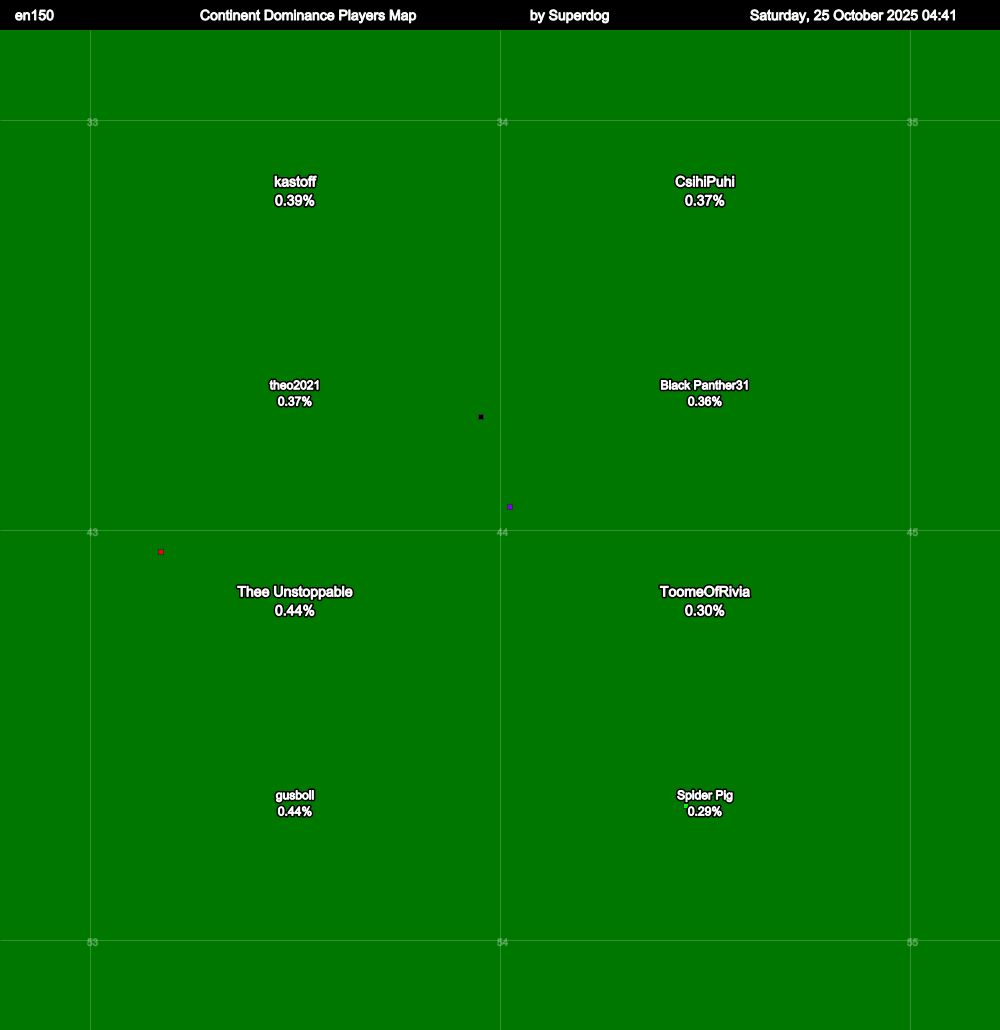 en150 Continent Dominance Players Map by Superdog Saturday, 25 October 2025 04:41
33 34 35
kastoff CsihiPuhi
0.39% 0.37%
theo2021 Black Panther31
0.37% 0.36%
43 44 45
Thee Unstoppable ToomeOfRivia
0.44% 0.30%
gusboll Spider Pig
0.44% 0.29%
53 54 55